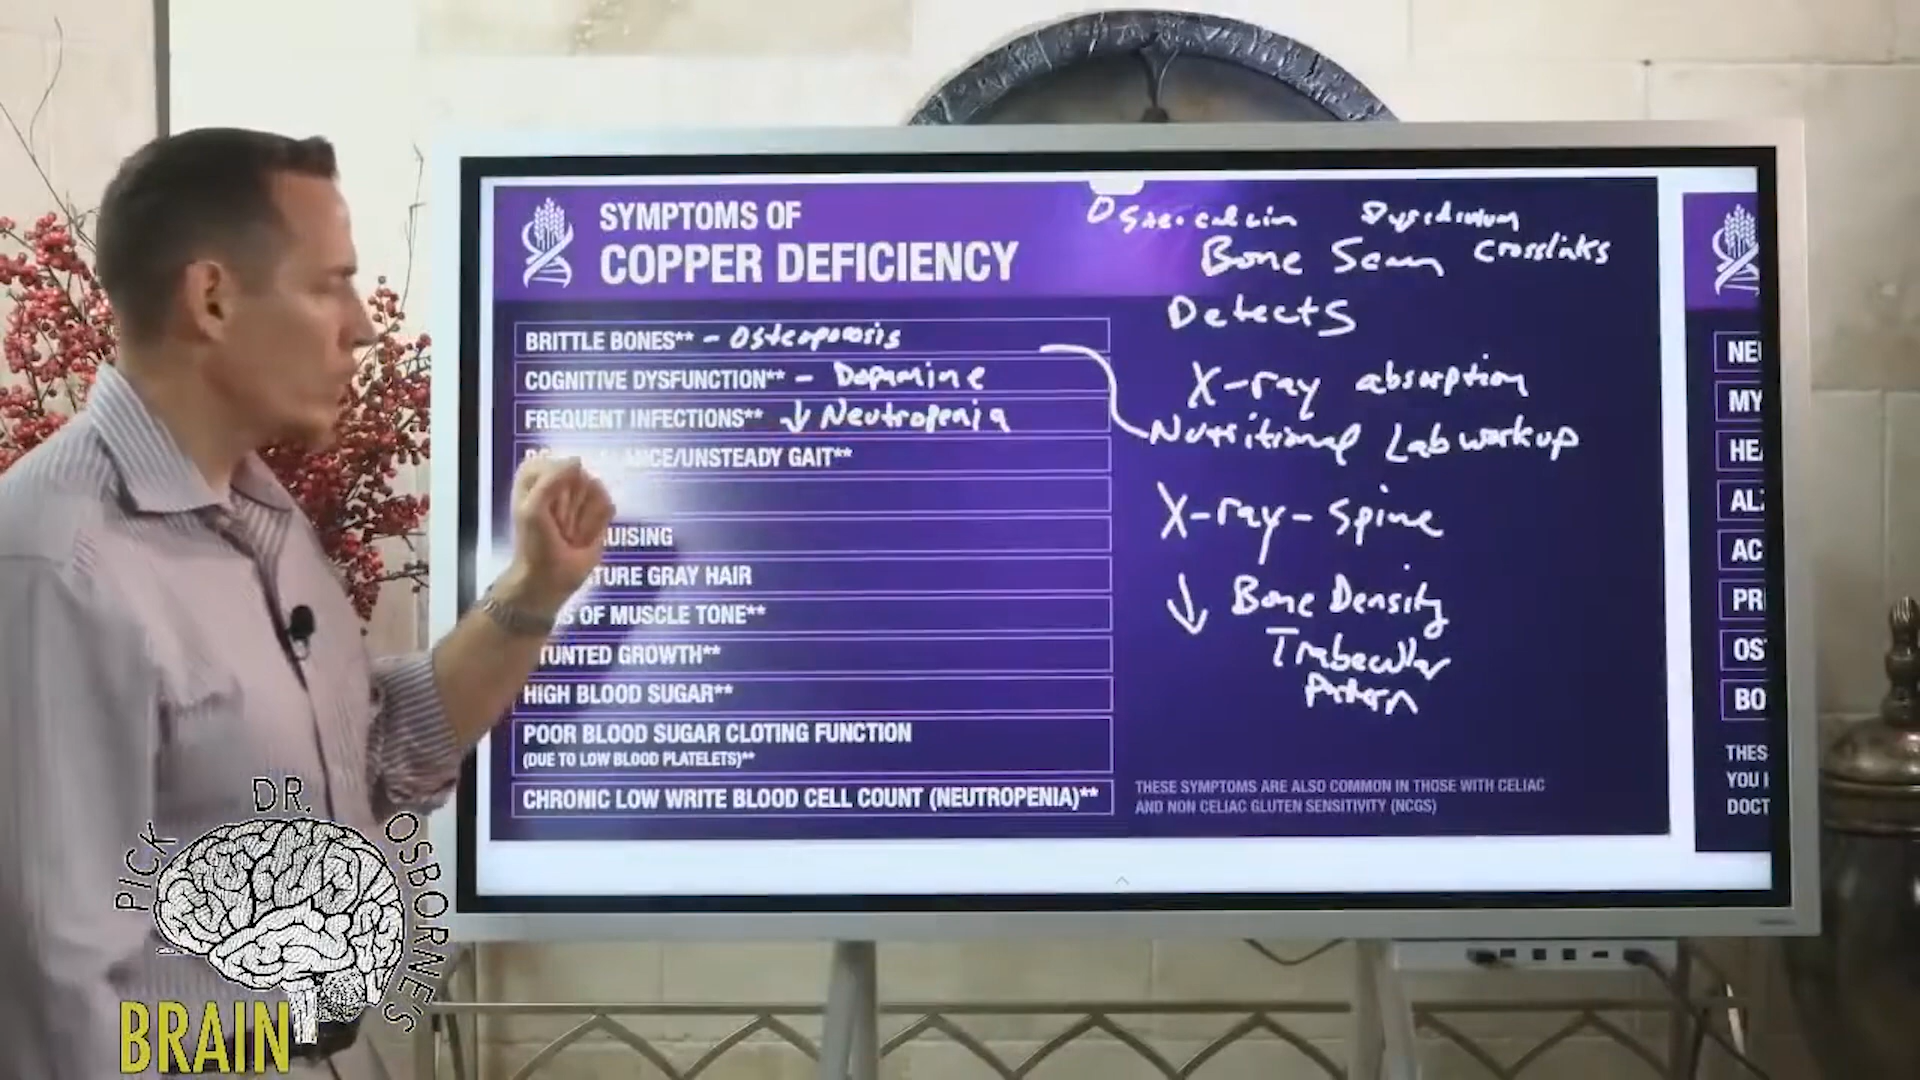 SYMPTOMS OF
COPPER DEFICIENCY
BRITTLE BONES** - Osteoporosis
COGNITIVE DYSFUNCTION** - Dopamine
FREQUENT INFECTIONS** ↓ Neutropenia
ANCE/UNSTEADY GAIT**
UISING
TURE GRAY HAIR
S OF MUSCLE TONE**
TUNTED GROWTH**
HIGH BLOOD SUGAR**
POOR BLOOD SUGAR CLOTING FUNCTION
(DUE TO LOW BLOOD PLATELETS)**
CHRONIC LOW WRITE BLOOD CELL COUNT (NEUTROPENIA)**
Bone Scan Crosslinks
Detects
X-ray absorption
Nutritional Lab workup
X-ray - Spine
↓ Bone Density
Trabecular
Pattern
THESE SYMPTOMS ARE ALSO COMMON IN THOSE WITH CELIAC
AND NON CELIAC GLUTEN SENSITIVITY (NCGS)
NE
MY
HE
AL
AC
PR
OS
BO
THES
YOU
DOCT
PICK DR. OSBORNE'S
BRAIN